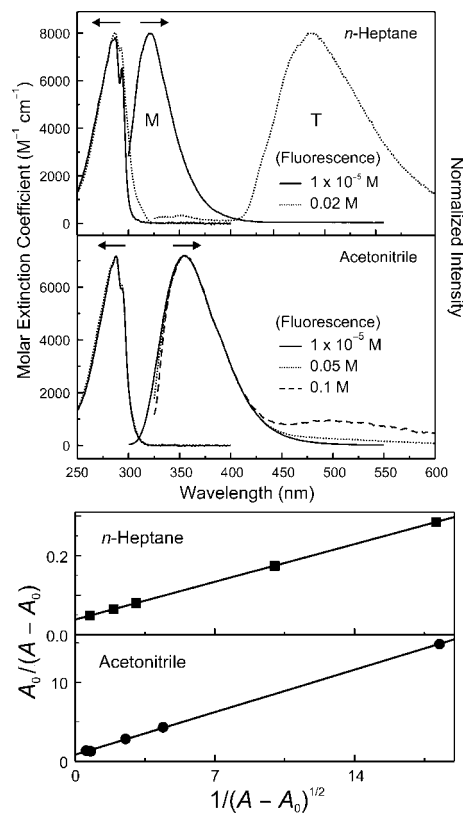 n-Heptane
8000
6000
4000
2000
0
M
T
(Fluorescence)
1 x 10⁻⁵ M
0.02 M
Acetonitrile
6000
4000
2000
0
(Fluorescence)
1 x 10⁻⁵ M
0.05 M
0.1 M
250 300 350 400 450 500 550 600
Wavelength (nm)
Molar Extinction Coefficient (M⁻¹ cm⁻¹)
Normalized Intensity
n-Heptane
0.2
0.0
Acetonitrile
10
0
0 7 14
1/(A – A₀)¹/²
A₀/(A – A₀)